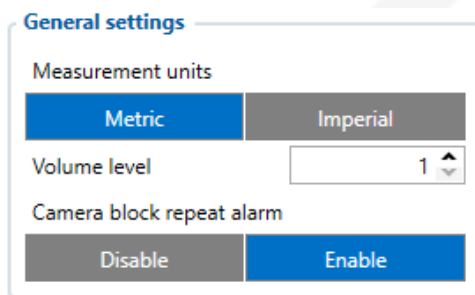 General settings
Measurement units
Metric Imperial
Volume level 1
Camera block repeat alarm
Disable Enable